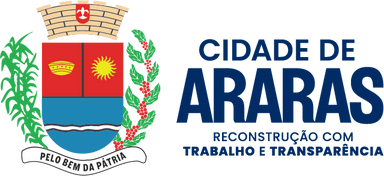 PELO BEM DA PÁTRIA
CIDADE DE
ARARAS
RECONSTRUÇÃO COM
TRABALHO E TRANSPARÊNCIA